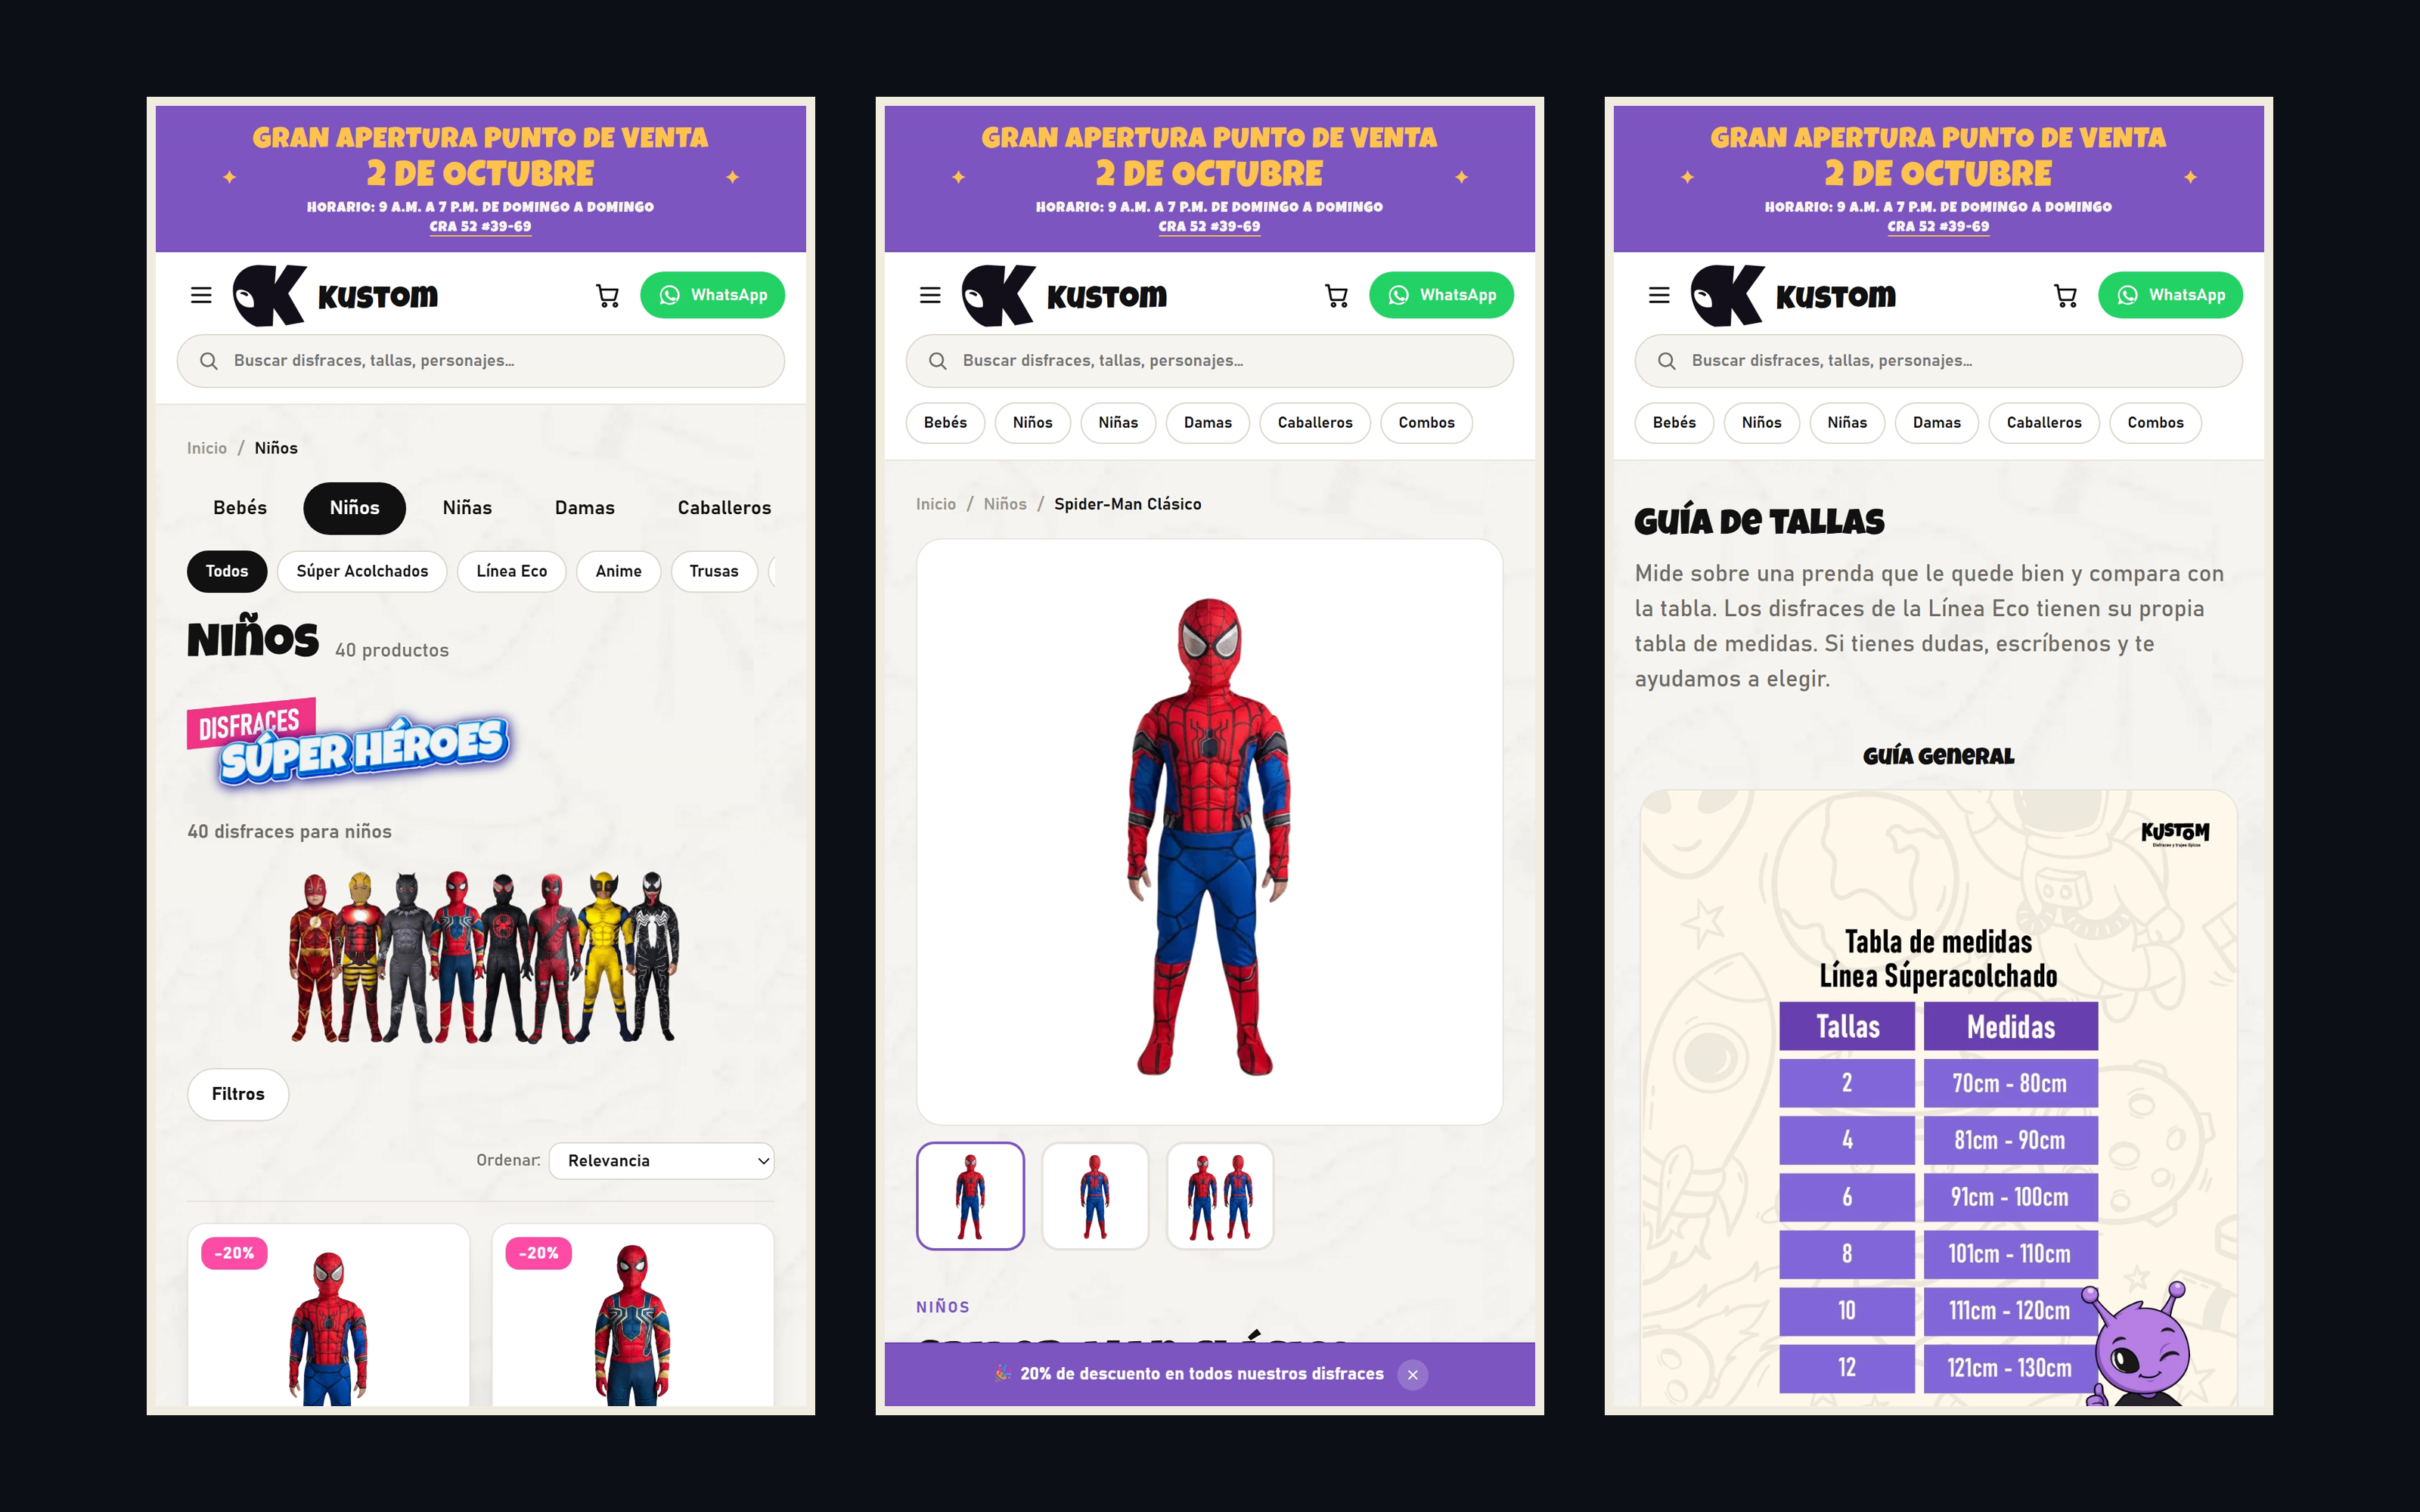 GRAN APERTURA PUNTO DE VENTA
2 DE OCTUBRE
HORARIO: 9 A.M. A 7 P.M. DE DOMINGO A DOMINGO
CRA 52 #39-69
K KUSTOM
WhatsApp
Buscar disfraces, tallas, personajes...
Inicio / Niños
Bebés Niños Niñas Damas Caballeros
Todos Súper Acolchados Línea Eco Anime Trusas
NIÑOS 40 productos
DISFRACES
SÚPER HÉROES
40 disfraces para niños
Filtros
Ordenar: Relevancia
-20% -20%
GRAN APERTURA PUNTO DE VENTA
2 DE OCTUBRE
HORARIO: 9 A.M. A 7 P.M. DE DOMINGO A DOMINGO
CRA 52 #39-69
K KUSTOM
WhatsApp
Buscar disfraces, tallas, personajes...
Bebés Niños Niñas Damas Caballeros Combos
Inicio / Niños / Spider-Man Clásico
NIÑOS
20% de descuento en todos nuestros disfraces
GRAN APERTURA PUNTO DE VENTA
2 DE OCTUBRE
HORARIO: 9 A.M. A 7 P.M. DE DOMINGO A DOMINGO
CRA 52 #39-69
K KUSTOM
WhatsApp
Buscar disfraces, tallas, personajes...
Bebés Niños Niñas Damas Caballeros Combos
GUÍA DE TALLAS
Mide sobre una prenda que le quede bien y compara con
la tabla. Los disfraces de la Línea Eco tienen su propia
tabla de medidas. Si tienes dudas, escríbenos y te
ayudamos a elegir.
GUÍA GENERAL
KUSTOM
Disfraces y trajes típicos
Tabla de medidas
Línea Súperacolchado
Tallas Medidas
2 70cm - 80cm
4 81cm - 90cm
6 91cm - 100cm
8 101cm - 110cm
10 111cm - 120cm
12 121cm - 130cm